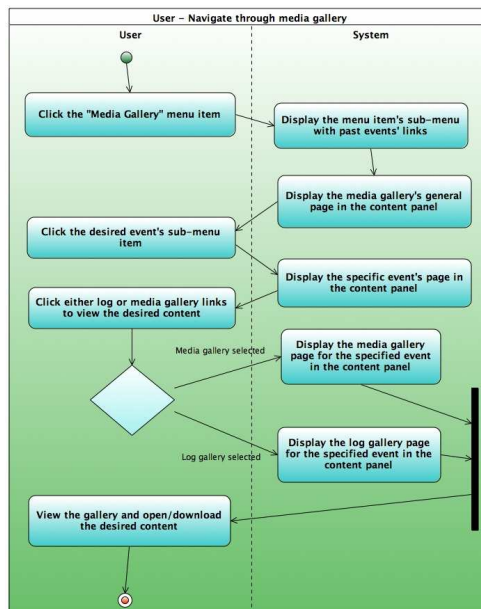 User - Navigate through media gallery
User
System
Click the "Media Gallery" menu item
Display the menu item's sub-menu
with past events' links
Display the media gallery's general
page in the content panel
Click the desired event's sub-menu
item
Display the specific event's page in
the content panel
Click either log or media gallery links
to view the desired content
Media gallery selected
Display the media gallery
page for the specified event
in the content panel
Log gallery selected
Display the log gallery page
for the specified event in the
content panel
View the gallery and open/download
the desired content